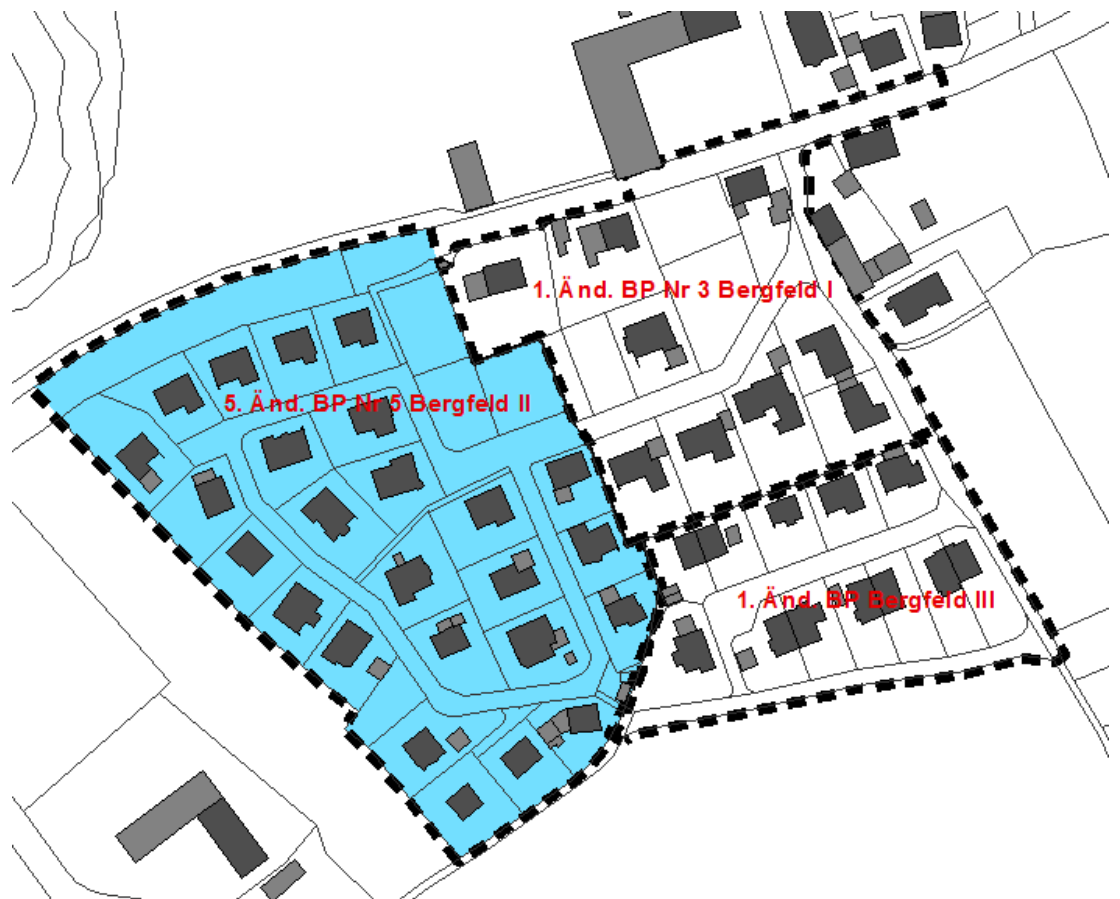 1. Änd. BP Nr 3 Bergfeld I
5. Änd. BP Nr 5 Bergfeld II
1. Änd. BP Bergfeld III